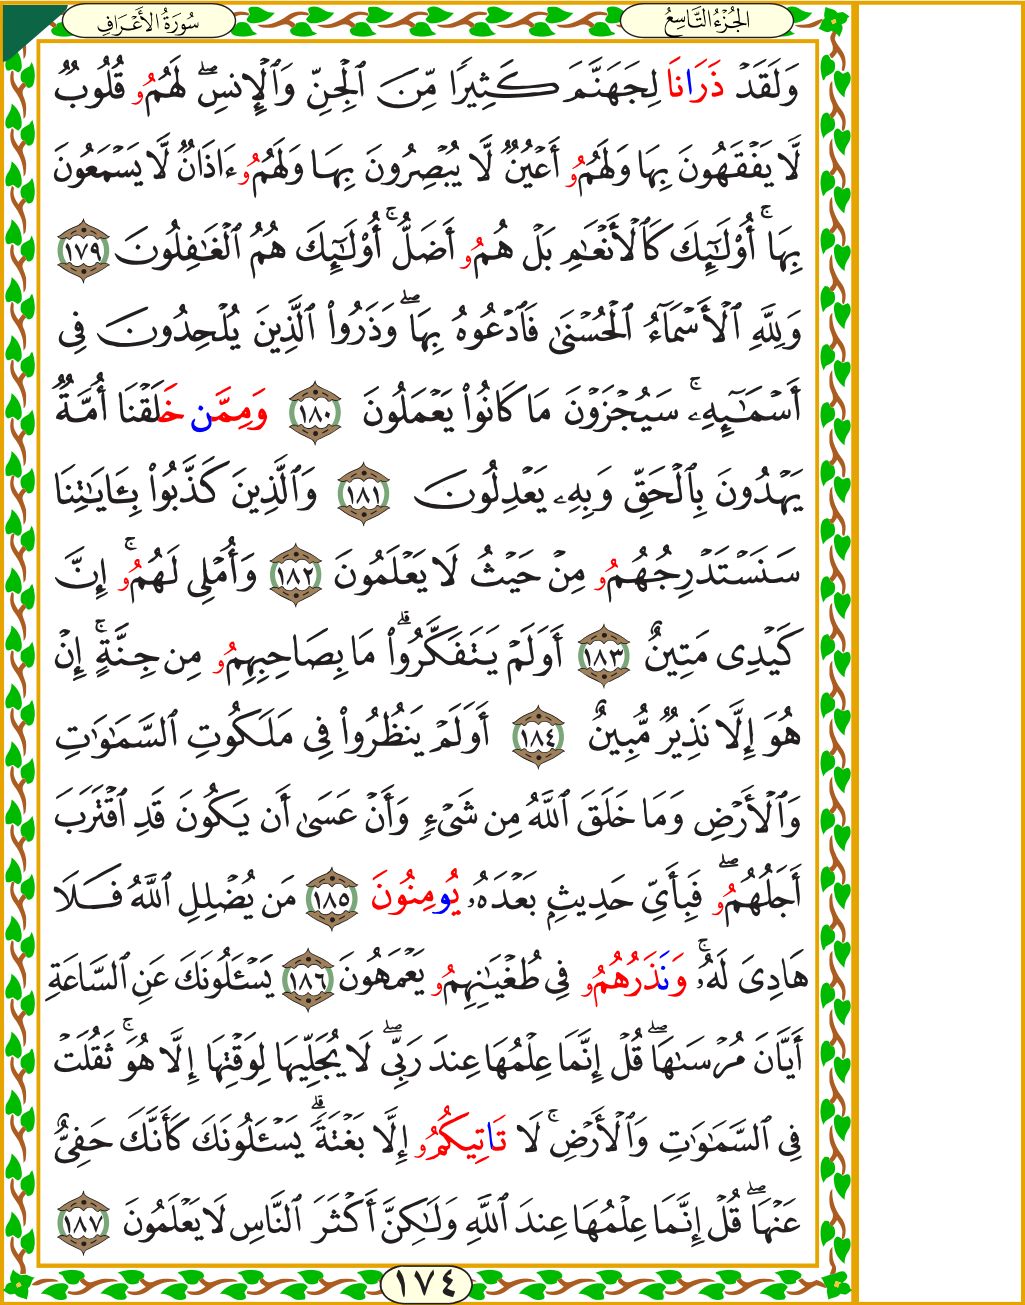 الجُزْءُ التَّاسِعُ
سُورَةُ الأَعْرَافِ
وَلَقَدۡ ذَرَانَا لِجَهَنَّمَ كَثِيرٗا مِّنَ ٱلۡجِنِّ وَٱلۡإِنسِۖ لَهُمُۥ قُلُوبٞ
لَّا يَفۡقَهُونَ بِهَا وَلَهُمُۥ أَعۡيُنٞ لَّا يُبۡصِرُونَ بِهَا وَلَهُمُۥ ءَاذَانٞ لَّا يَسۡمَعُونَ
بِهَاۚ أُوْلَٰٓئِكَ كَٱلۡأَنۡعَٰمِ بَلۡ هُمُۥ أَضَلُّۚ أُوْلَٰٓئِكَ هُمُ ٱلۡغَٰفِلُونَ ١٧٩
وَلِلَّهِ ٱلۡأَسۡمَآءُ ٱلۡحُسۡنَىٰ فَٱدۡعُوهُ بِهَاۖ وَذَرُواْ ٱلَّذِينَ يُلۡحِدُونَ فِي
أَسۡمَٰٓئِهِۦۚ سَيُجۡزَوۡنَ مَا كَانُواْ يَعۡمَلُونَ ١٨٠ وَمِمَّن خَلَقۡنَا أُمَّةٞ
يَهۡدُونَ بِٱلۡحَقِّ وَبِهِۦ يَعۡدِلُونَ ١٨١ وَٱلَّذِينَ كَذَّبُواْ بِـَٔايَٰتِنَا
سَنَسۡتَدۡرِجُهُمُۥ مِنۡ حَيۡثُ لَا يَعۡلَمُونَ ١٨٢ وَأُمۡلِي لَهُمُۥۚ إِنَّ
كَيۡدِي مَتِينٌ ١٨٣ أَوَلَمۡ يَتَفَكَّرُواْۗ مَا بِصَاحِبِهِمُۥ مِن جِنَّةٍۚ إِنۡ
هُوَ إِلَّا نَذِيرٞ مُّبِينٌ ١٨٤ أَوَلَمۡ يَنظُرُواْ فِي مَلَكُوتِ ٱلسَّمَٰوَٰتِ
وَٱلۡأَرۡضِ وَمَا خَلَقَ ٱللَّهُ مِن شَيۡءٖ وَأَنۡ عَسَىٰ أَن يَكُونَ قَدِ ٱقۡتَرَبَ
أَجَلُهُمُۥۖ فَبِأَيِّ حَدِيثِۭ بَعۡدَهُۥ يُومِنُونَ ١٨٥ مَن يُضۡلِلِ ٱللَّهُ فَلَا
هَادِيَ لَهُۥۚ وَنَذَرُهُمُۥ فِي طُغۡيَٰنِهِمُۥ يَعۡمَهُونَ ١٨٦ يَسۡـَٔلُونَكَ عَنِ ٱلسَّاعَةِ
أَيَّانَ مُرۡسَىٰهَاۖ قُلۡ إِنَّمَا عِلۡمُهَا عِندَ رَبِّيۖ لَا يُجَلِّيهَا لِوَقۡتِهَا إِلَّا هُوَۚ ثَقُلَتۡ
فِي ٱلسَّمَٰوَٰتِ وَٱلۡأَرۡضِۚ لَا تَاتِيكُمُۥ إِلَّا بَغۡتَةٗۗ يَسۡـَٔلُونَكَ كَأَنَّكَ حَفِيٌّ
عَنۡهَاۖ قُلۡ إِنَّمَا عِلۡمُهَا عِندَ ٱللَّهِ وَلَٰكِنَّ أَكۡثَرَ ٱلنَّاسِ لَا يَعۡلَمُونَ ١٨٧
١٧٤